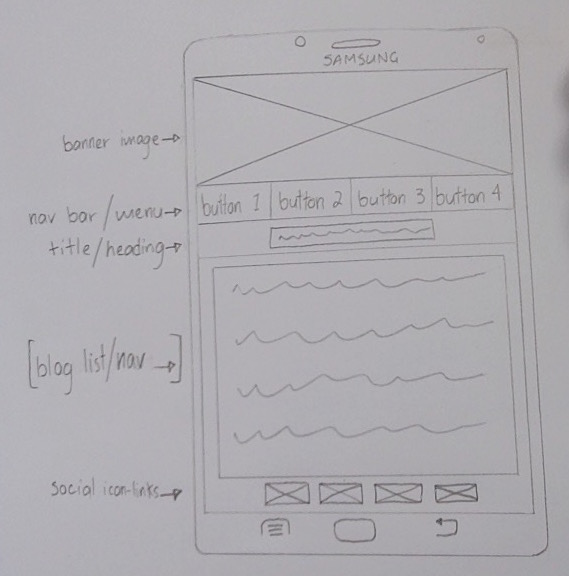 SAMSUNG
banner image
nav bar/menu
button 1 button 2 button 3 button 4
title/heading
[blog list/nav ]
social icon-links